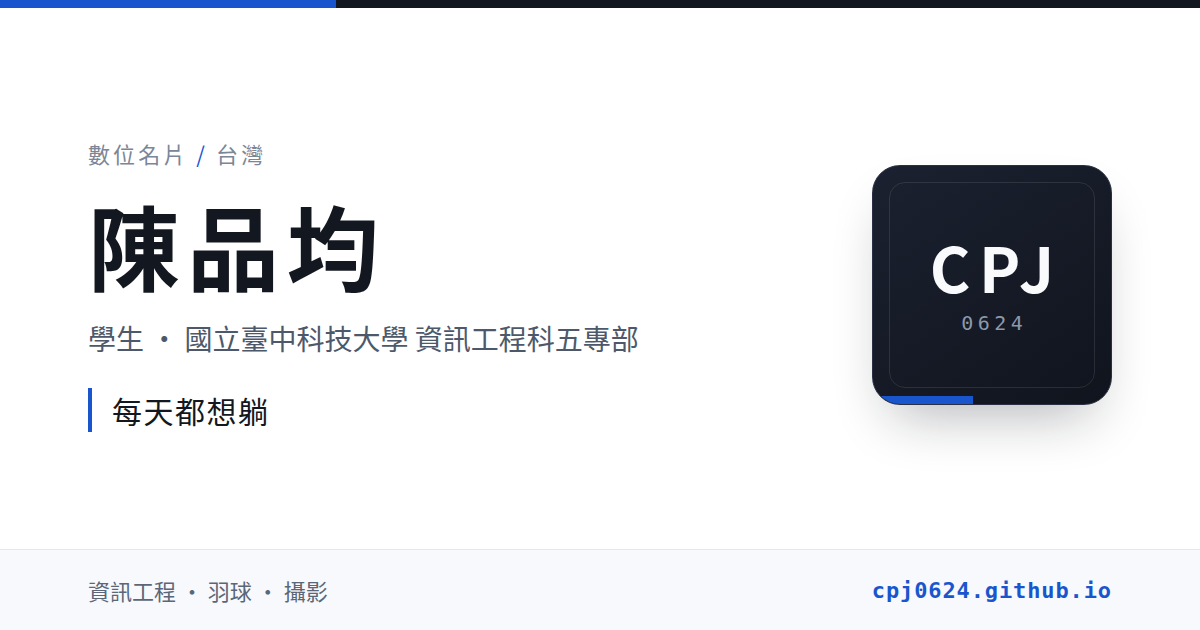 數位名片 / 台灣
陳品均
學生 • 國立臺中科技大學 資訊工程科五專部
每天都想躺
CPJ
0624
資訊工程 • 羽球 • 攝影
cpj0624.github.io